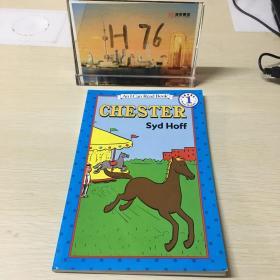 H 76
An I Can Read Book
1
CHESTER
Syd Hoff